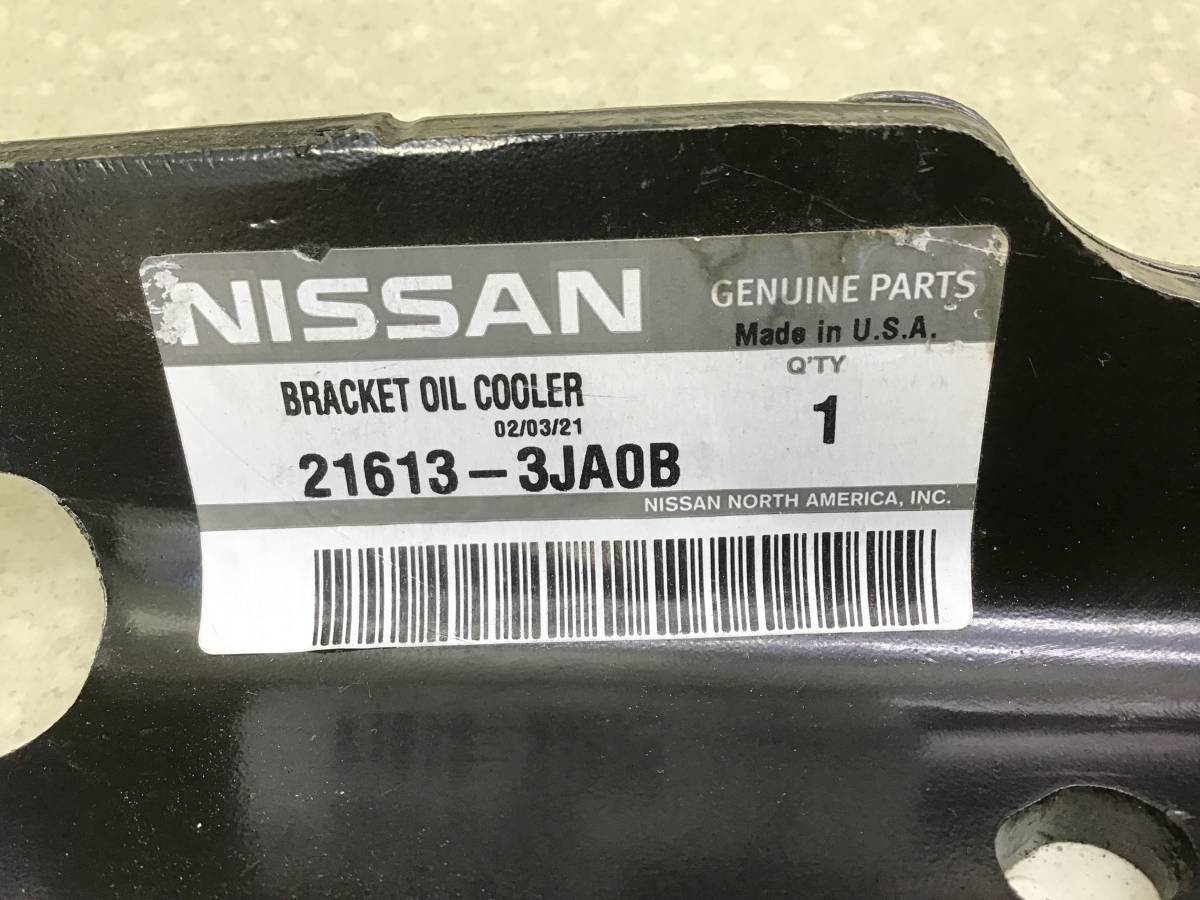 NISSAN
GENUINE PARTS
Made in U.S.A.
BRACKET OIL COOLER
Q'TY
02/03/21
1
21613-3JA0B
NISSAN NORTH AMERICA, INC.